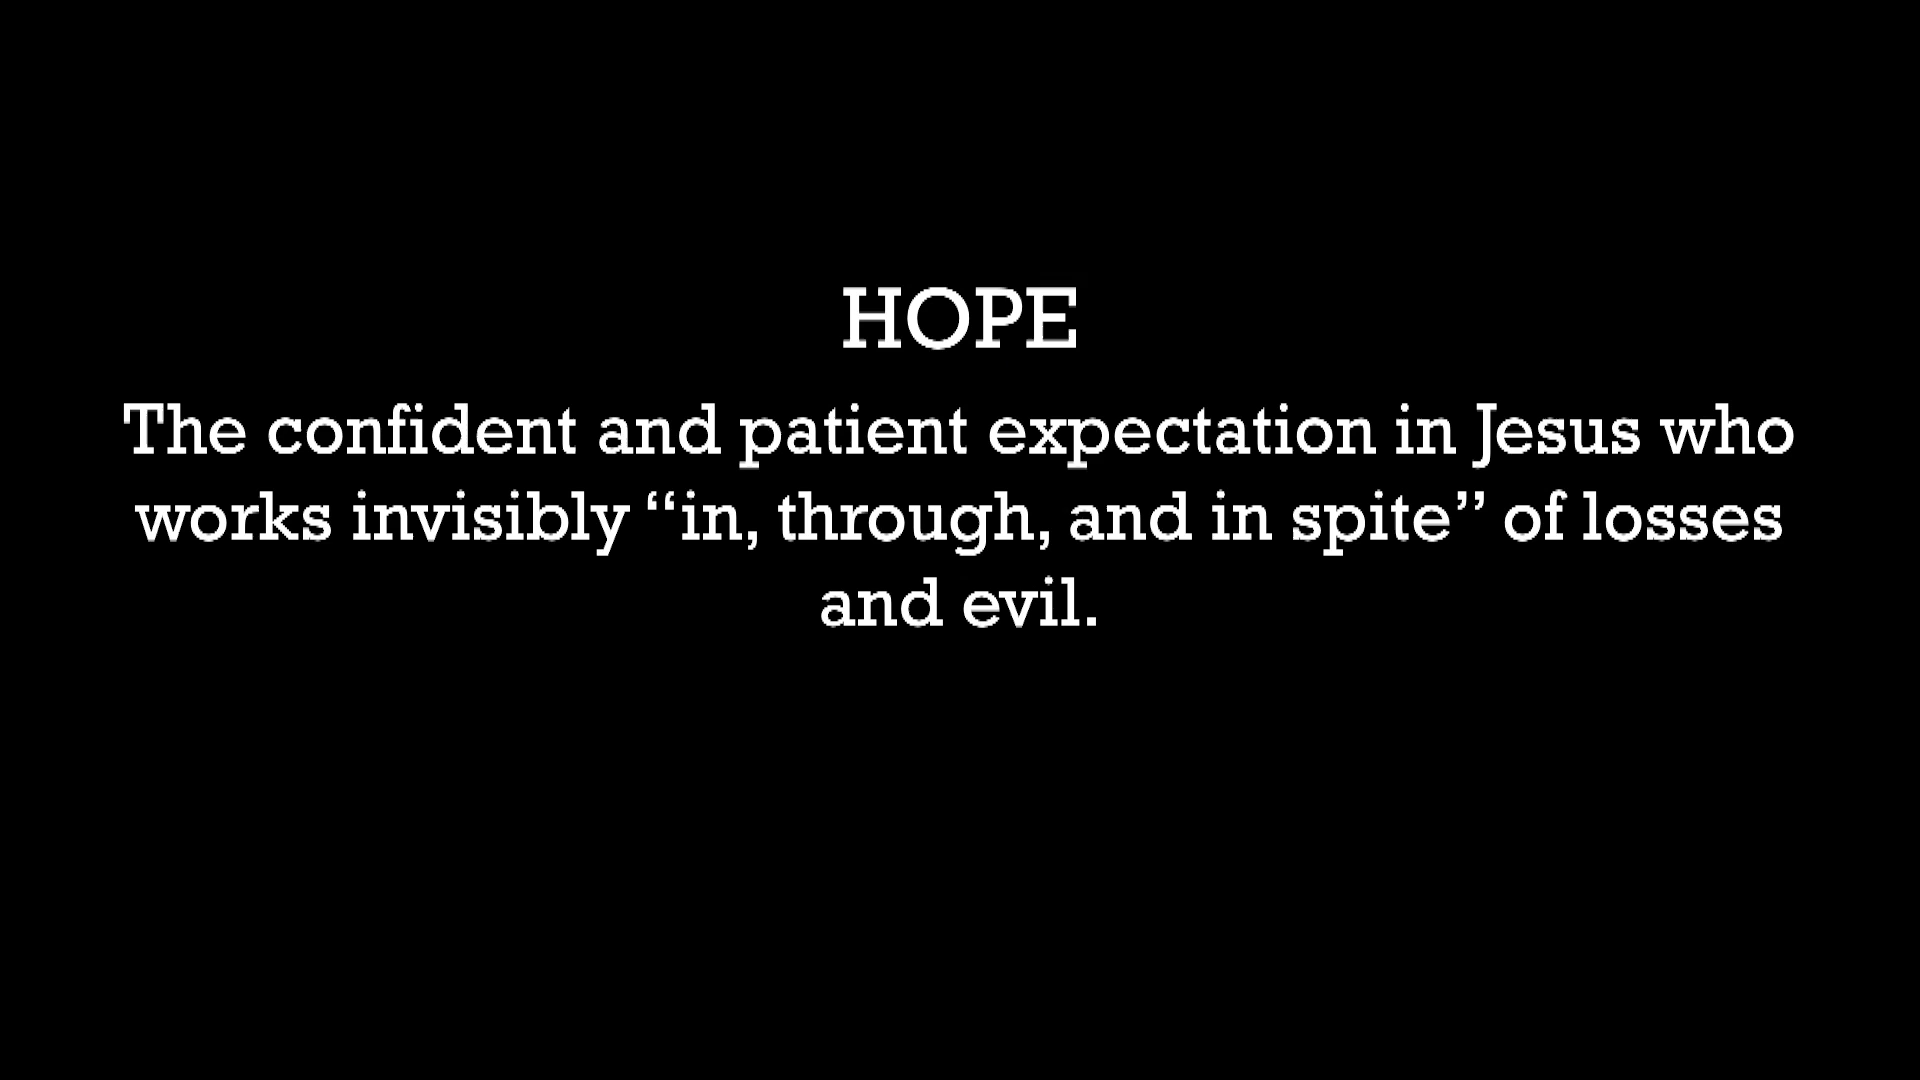 HOPE
The confident and patient expectation in Jesus who
works invisibly “in, through, and in spite” of losses
and evil.